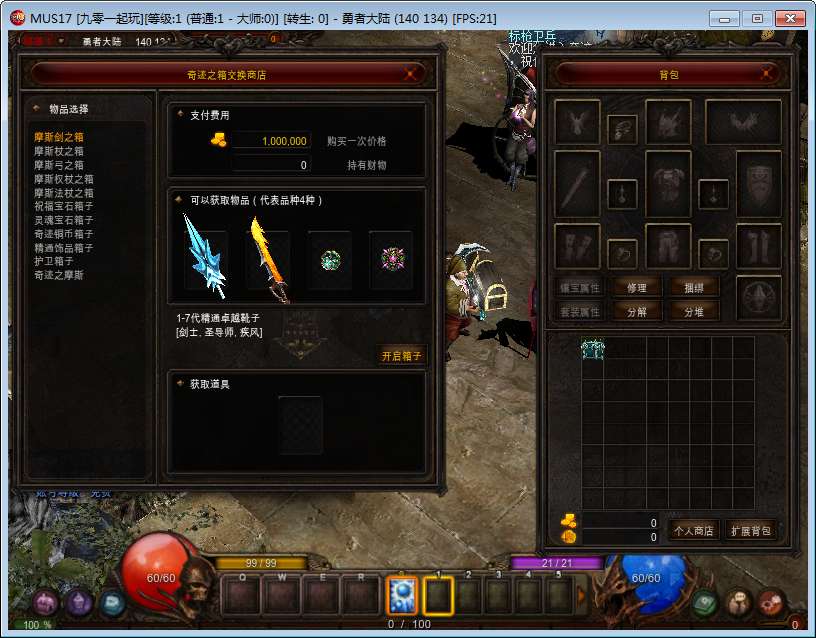 MUS17 [九零一起玩][等级:1 (普通:1 - 大师:0)] [转生: 0] - 勇者大陆 (140 134) [FPS:21]
勇者大陆 140 134
0
标枪卫兵
奇迹之箱交换商店
物品选择
摩斯剑之箱
摩斯杖之箱
摩斯弓之箱
摩斯权杖之箱
摩斯法杖之箱
祝福宝石箱子
灵魂宝石箱子
奇迹铜币箱子
精通饰品箱子
护卫箱子
奇迹之摩斯
支付费用
1,000,000 购买一次价格
0 持有财物
可以获取物品 ( 代表品种4种 )
1-7代精通卓越靴子
[剑士, 圣导师, 疾风]
开启箱子
获取道具
背包
镶宝属性 修理 捆绑
套装属性 分解 分堆
0
0
个人商店 扩展背包
60/60
99 / 99
Q W E R
1 2 3 4 5
0 / 100
21 / 21
60/60
100 %
0